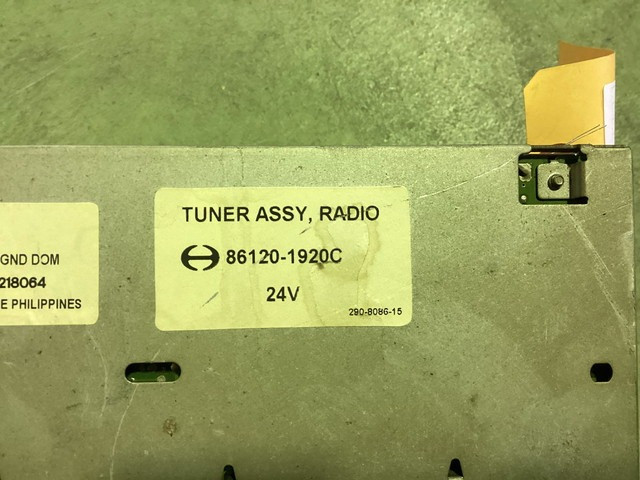 GND DOM
218064
E PHILIPPINES
TUNER ASSY, RADIO
86120-1920C
24V
290-8086-15